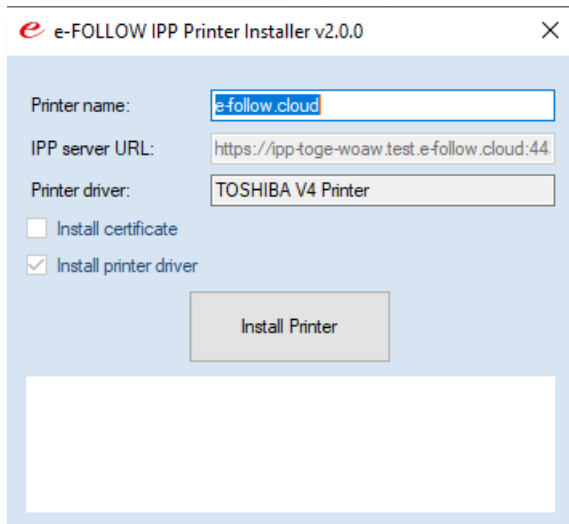 e-FOLLOW IPP Printer Installer v2.0.0
Printer name: e-follow.cloud
IPP server URL: https://ipp-toge-woaw.test.e-follow.cloud:44
Printer driver: TOSHIBA V4 Printer
Install certificate
Install printer driver
Install Printer